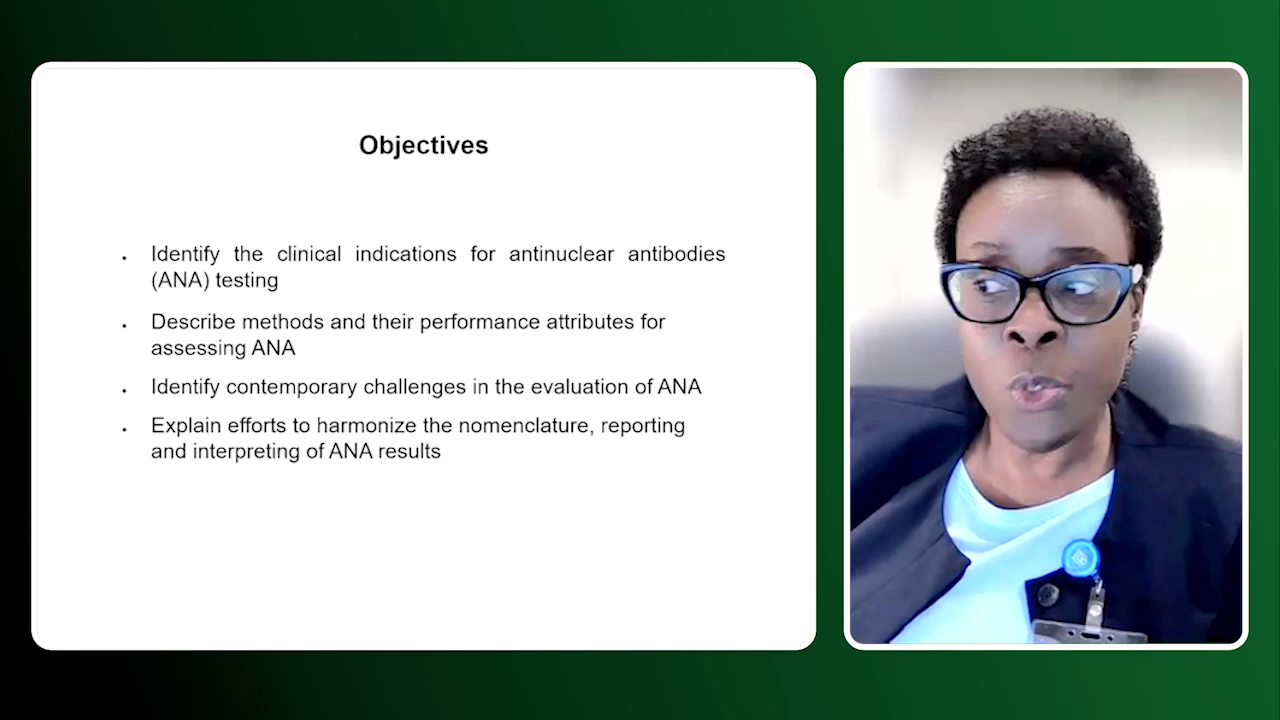 Objectives
. Identify the clinical indications for antinuclear antibodies
(ANA) testing
. Describe methods and their performance attributes for
assessing ANA
. Identify contemporary challenges in the evaluation of ANA
. Explain efforts to harmonize the nomenclature, reporting
and interpreting of ANA results